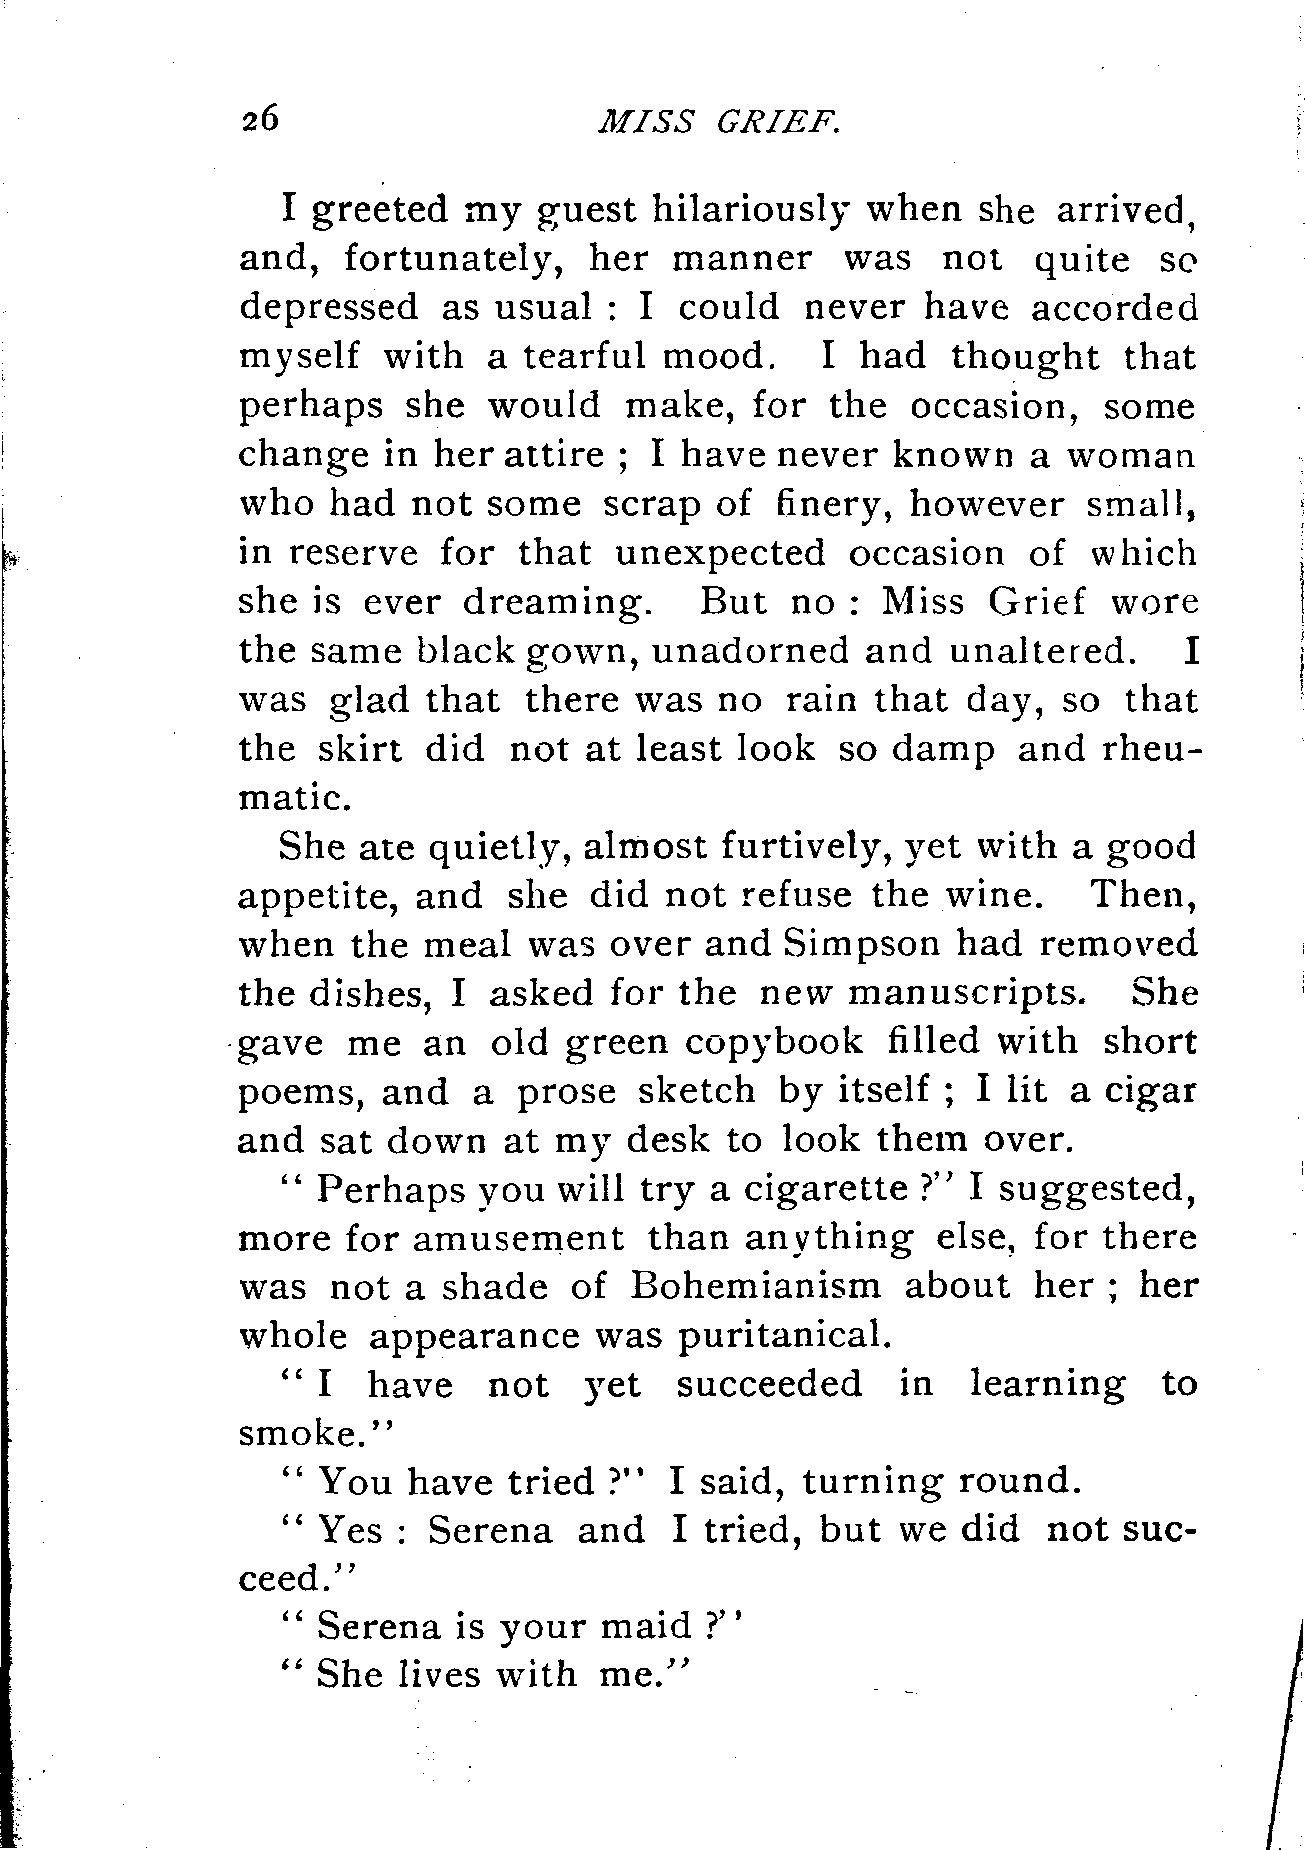 26 MISS GRIEF.
I greeted my guest hilariously when she arrived,
and, fortunately, her manner was not quite so
depressed as usual : I could never have accorded
myself with a tearful mood. I had thought that
perhaps she would make, for the occasion, some
change in her attire ; I have never known a woman
who had not some scrap of finery, however small,
in reserve for that unexpected occasion of which
she is ever dreaming. But no : Miss Grief wore
the same black gown, unadorned and unaltered. I
was glad that there was no rain that day, so that
the skirt did not at least look so damp and rheu-
matic.
She ate quietly, almost furtively, yet with a good
appetite, and she did not refuse the wine. Then,
when the meal was over and Simpson had removed
the dishes, I asked for the new manuscripts. She
gave me an old green copybook filled with short
poems, and a prose sketch by itself ; I lit a cigar
and sat down at my desk to look them over.
“ Perhaps you will try a cigarette ?” I suggested,
more for amusement than anything else, for there
was not a shade of Bohemianism about her ; her
whole appearance was puritanical.
“ I have not yet succeeded in learning to
smoke.”
“ You have tried ?” I said, turning round.
“ Yes : Serena and I tried, but we did not suc-
ceed.”
“ Serena is your maid ?”
“ She lives with me.”